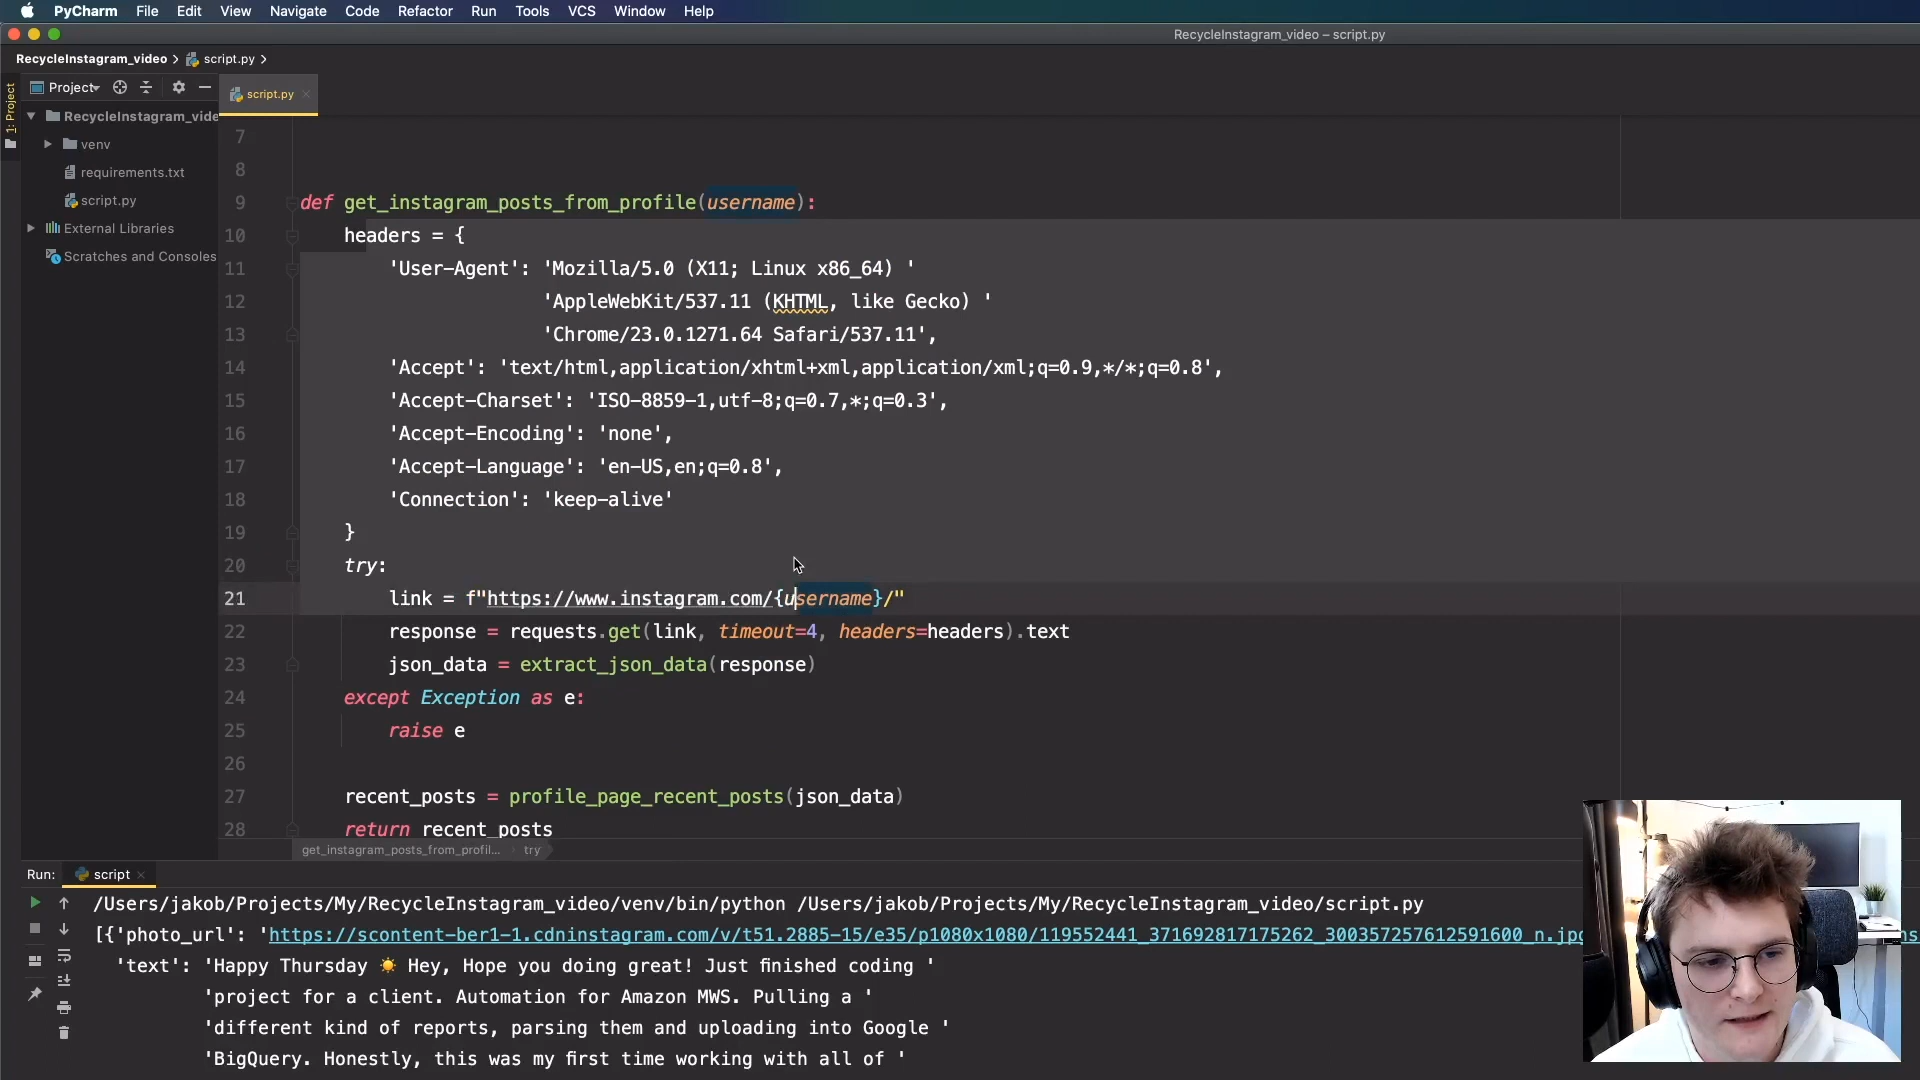 PyCharm File Edit View Navigate Code Refactor Run Tools VCS Window Help
RecycleInstagram_video – script.py
RecycleInstagram_video script.py
1: Project
Project
script.py
RecycleInstagram_vide
venv
requirements.txt
script.py
External Libraries
Scratches and Consoles
7
8
9 def get_instagram_posts_from_profile(username):
10 headers = {
11 'User-Agent': 'Mozilla/5.0 (X11; Linux x86_64) '
12 'AppleWebKit/537.11 (KHTML, like Gecko) '
13 'Chrome/23.0.1271.64 Safari/537.11',
14 'Accept': 'text/html,application/xhtml+xml,application/xml;q=0.9,*/*;q=0.8',
15 'Accept-Charset': 'ISO-8859-1,utf-8;q=0.7,*;q=0.3',
16 'Accept-Encoding': 'none',
17 'Accept-Language': 'en-US,en;q=0.8',
18 'Connection': 'keep-alive'
19 }
20 try:
21 link = f"https://www.instagram.com/{username}/"
22 response = requests.get(link, timeout=4, headers=headers).text
23 json_data = extract_json_data(response)
24 except Exception as e:
25 raise e
26
27 recent_posts = profile_page_recent_posts(json_data)
28 return recent_posts
get_instagram_posts_from_profil... try
Run: script
/Users/jakob/Projects/My/RecycleInstagram_video/venv/bin/python /Users/jakob/Projects/My/RecycleInstagram_video/script.py
[{'photo_url': 'https://scontent-ber1-1.cdninstagram.com/v/t51.2885-15/e35/p1080x1080/119552441_371692817175262_300357257612591600_n.jpg
'text': 'Happy Thursday ☀ Hey, Hope you doing great! Just finished coding '
'project for a client. Automation for Amazon MWS. Pulling a '
'different kind of reports, parsing them and uploading into Google '
'BigQuery. Honestly, this was my first time working with all of '